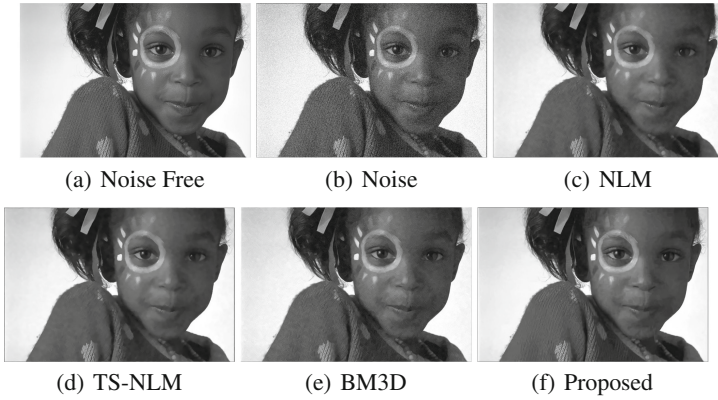 (a) Noise Free
(b) Noise
(c) NLM
(d) TS-NLM
(e) BM3D
(f) Proposed